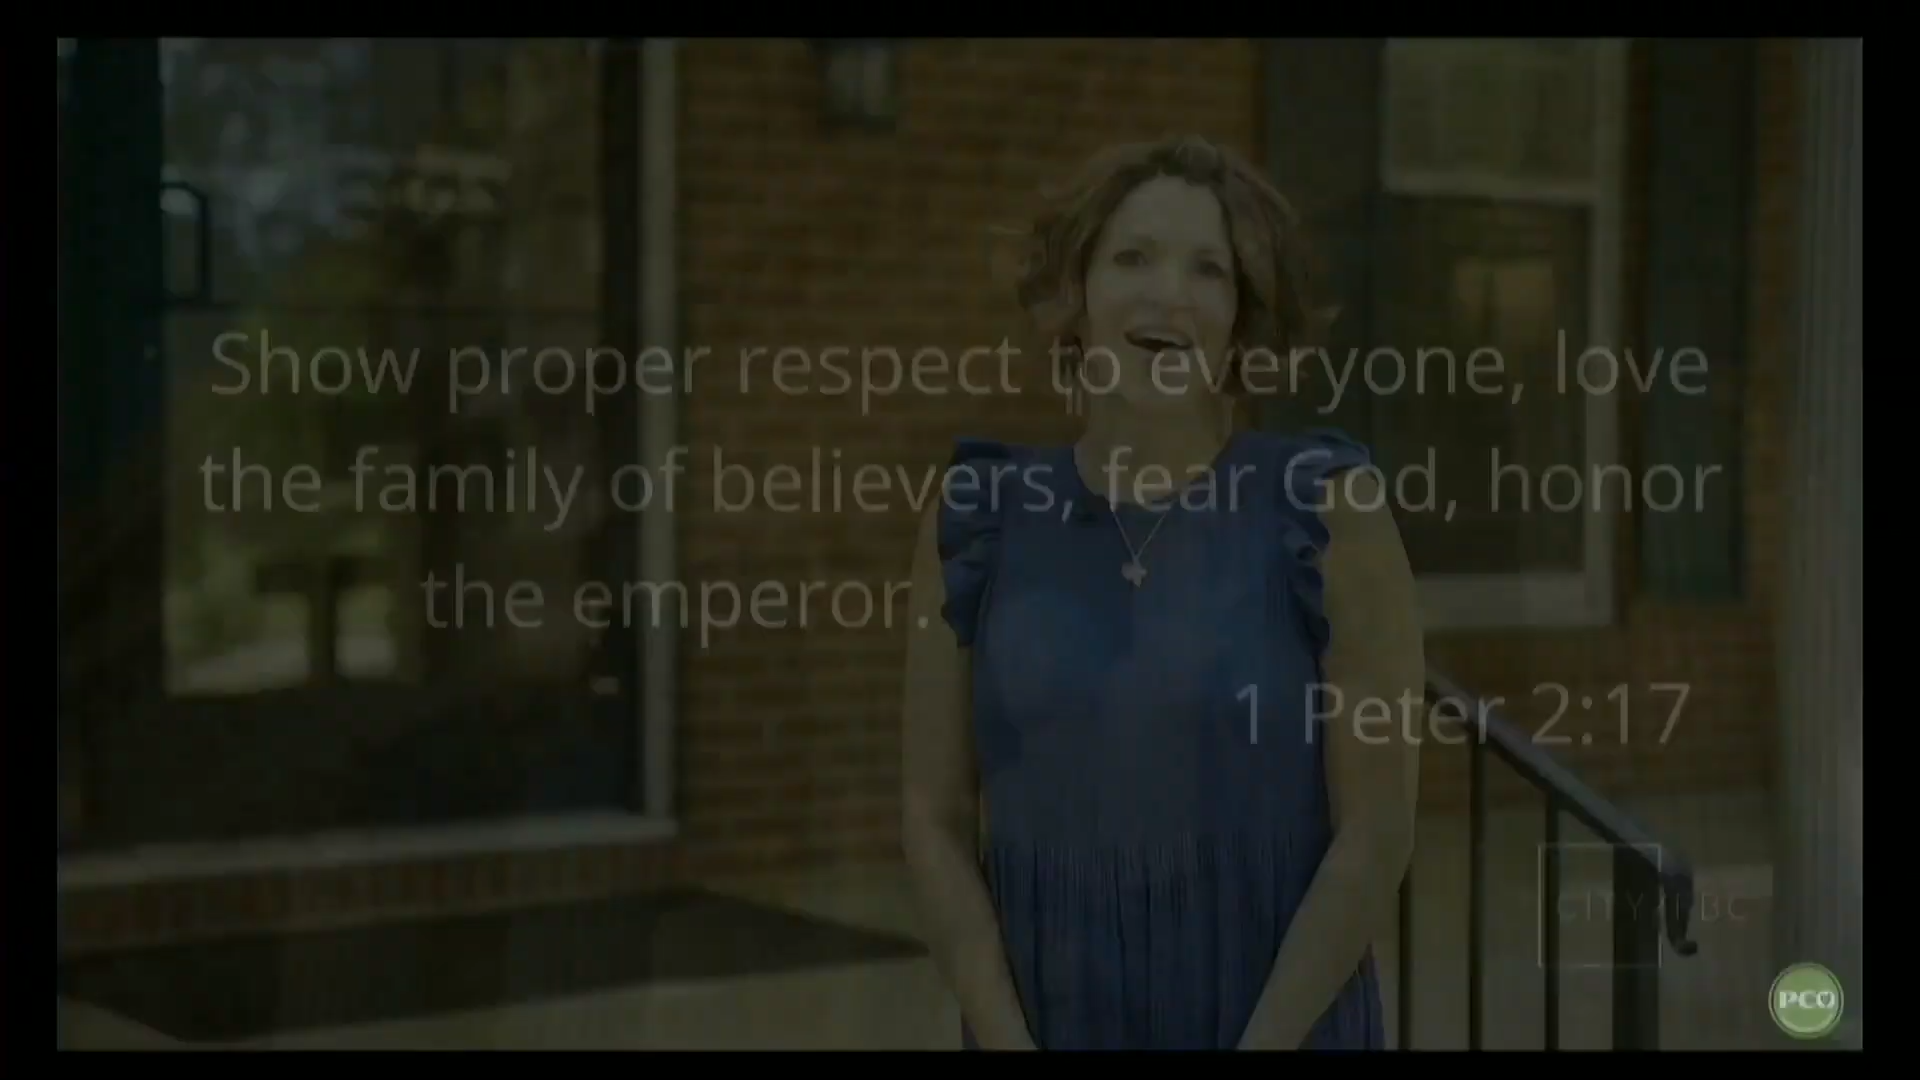 Show proper respect to everyone, love
the family of believers, fear God, honor
the emperor.
1 Peter 2:17
PCO